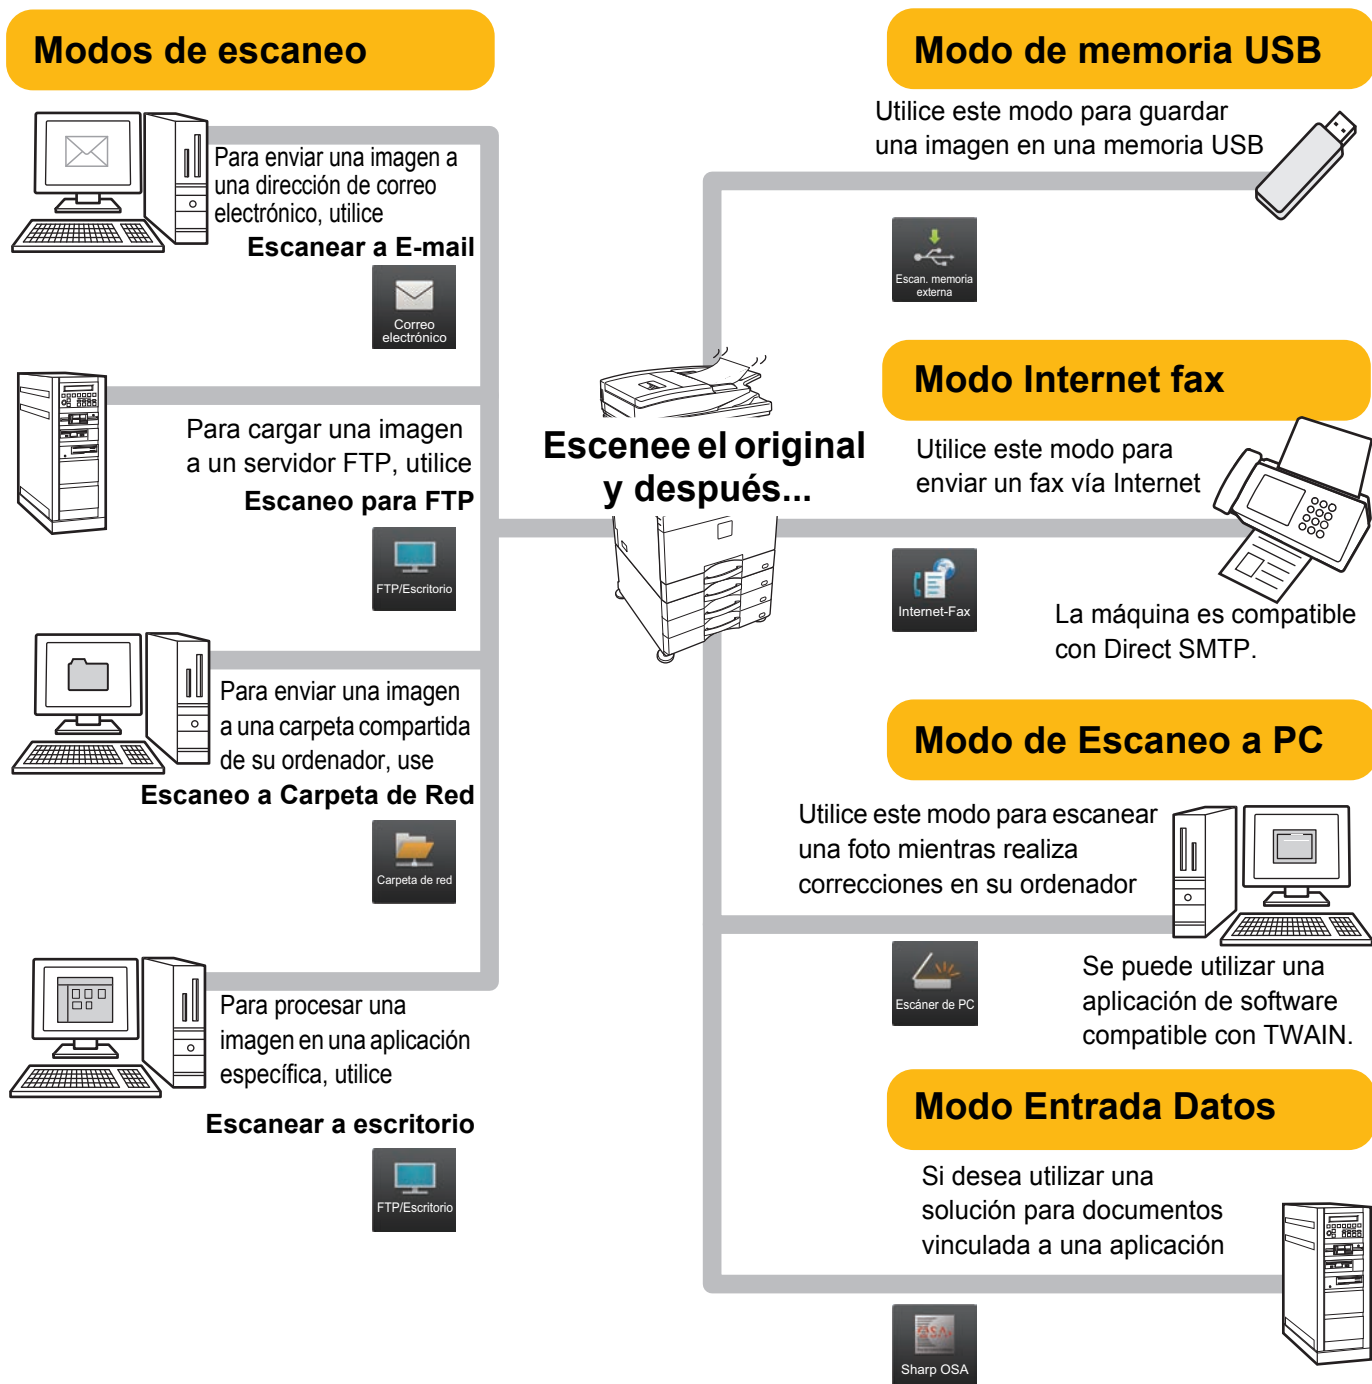 Modos de escaneo
Para enviar una imagen a
una dirección de correo
electrónico, utilice
Escanear a E-mail
Correo
electrónico
Para cargar una imagen
a un servidor FTP, utilice
Escaneo para FTP
FTP/Escritorio
Para enviar una imagen
a una carpeta compartida
de su ordenador, use
Escaneo a Carpeta de Red
Carpeta de red
Para procesar una
imagen en una aplicación
específica, utilice
Escanear a escritorio
FTP/Escritorio
Escenee el original
y después...
Modo de memoria USB
Utilice este modo para guardar
una imagen en una memoria USB
Escan. memoria
externa
Modo Internet fax
Utilice este modo para
enviar un fax vía Internet
Internet-Fax
La máquina es compatible
con Direct SMTP.
Modo de Escaneo a PC
Utilice este modo para escanear
una foto mientras realiza
correcciones en su ordenador
Escáner de PC
Se puede utilizar una
aplicación de software
compatible con TWAIN.
Modo Entrada Datos
Si desea utilizar una
solución para documentos
vinculada a una aplicación
OSA
Sharp OSA